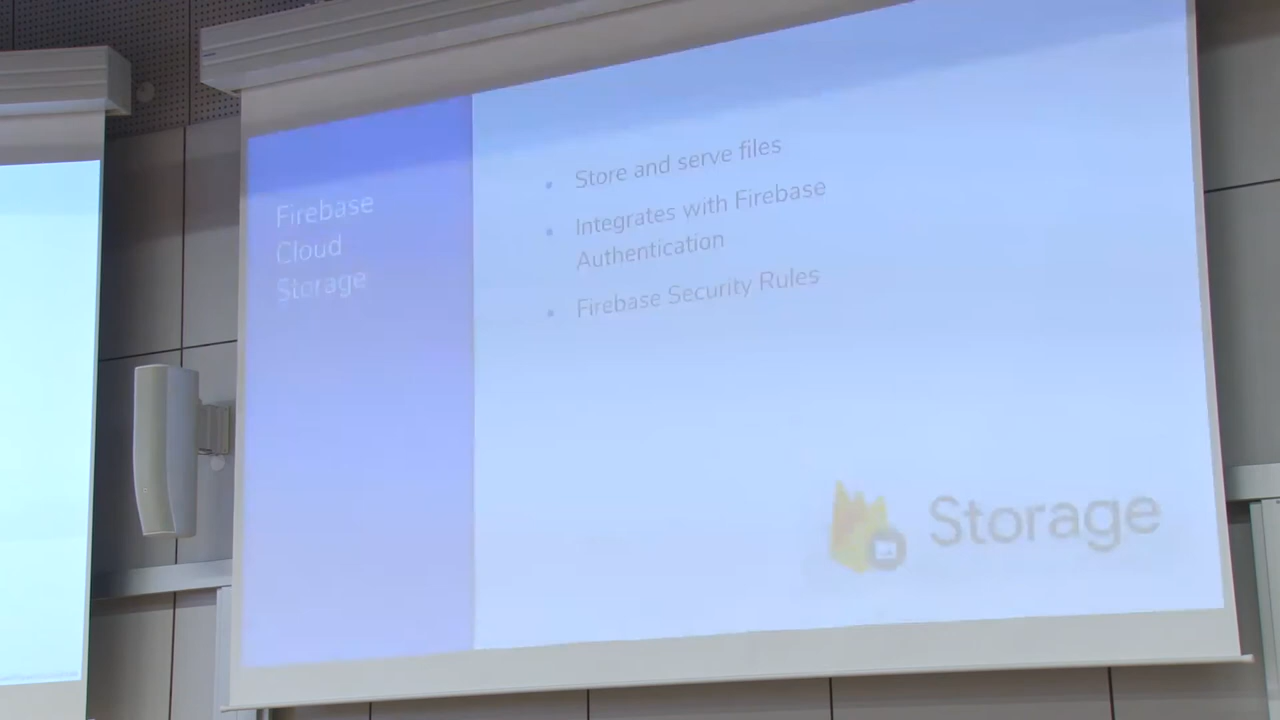 Firebase
Cloud
Storage
Store and serve files
Integrates with Firebase
Authentication
Firebase Security Rules
Storage